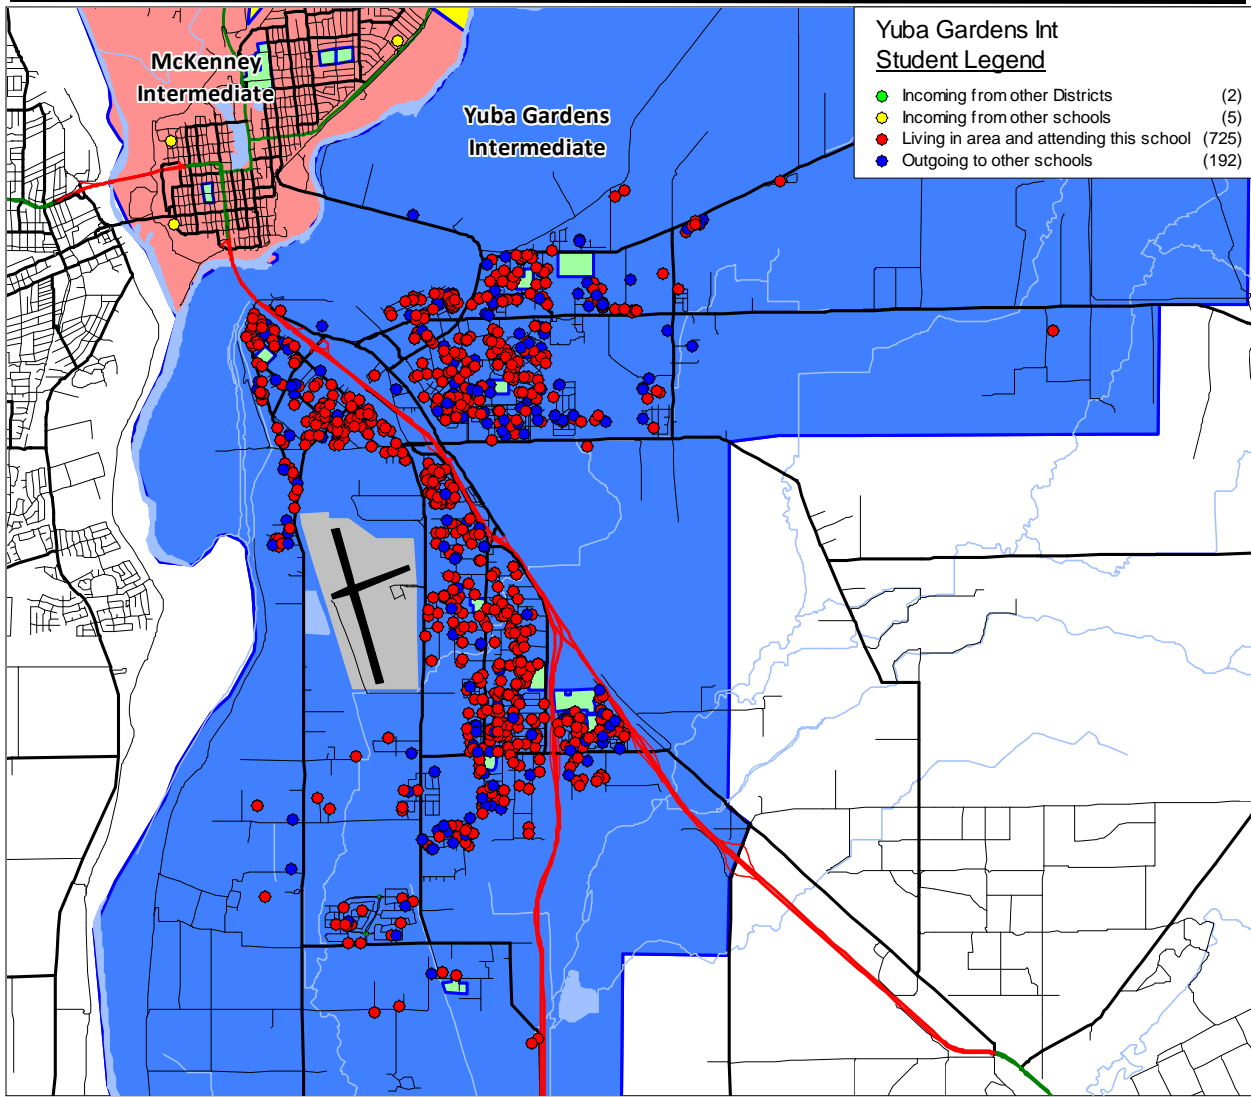 Yuba Gardens Int
Student Legend
Incoming from other Districts (2)
Incoming from other schools (5)
Living in area and attending this school (725)
Outgoing to other schools (192)
McKenney
Intermediate
Yuba Gardens
Intermediate